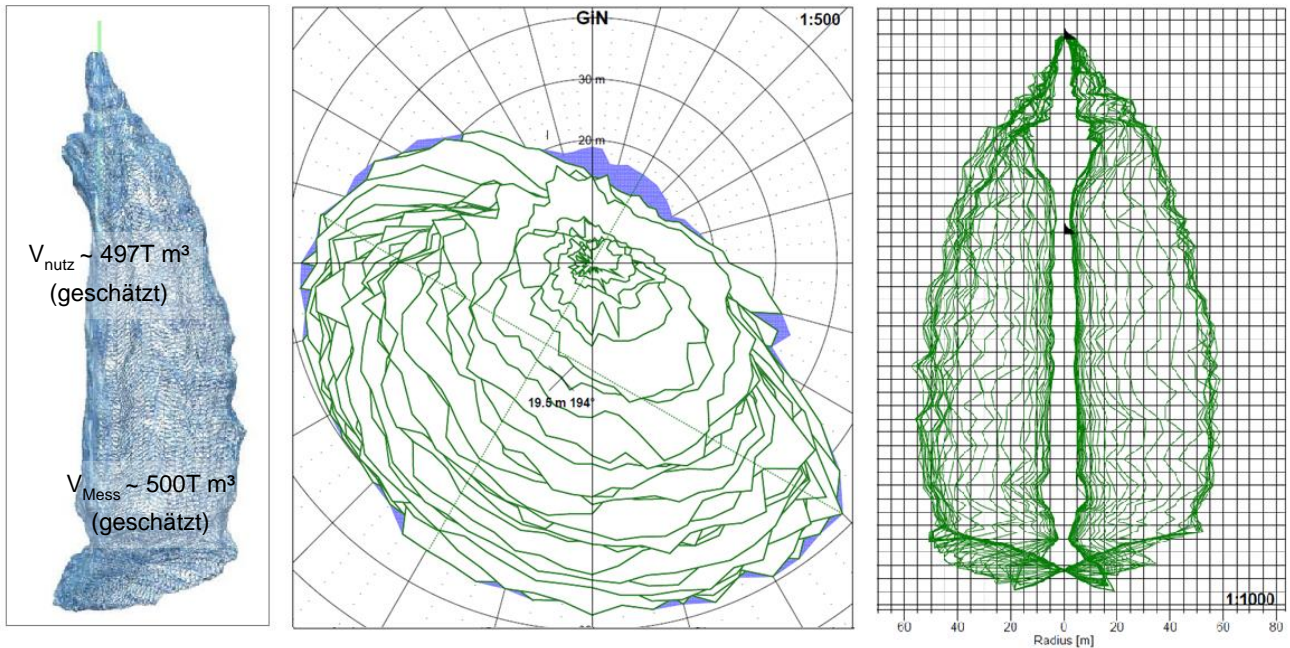 V_nutz ~ 497T m³
(geschätzt)
V_Mess ~ 500T m³
(geschätzt)
GiN
1:500
30 m
20 m
19.5 m 194°
1:1000
60 40 20 0 20 40 60 80
Radius [m]